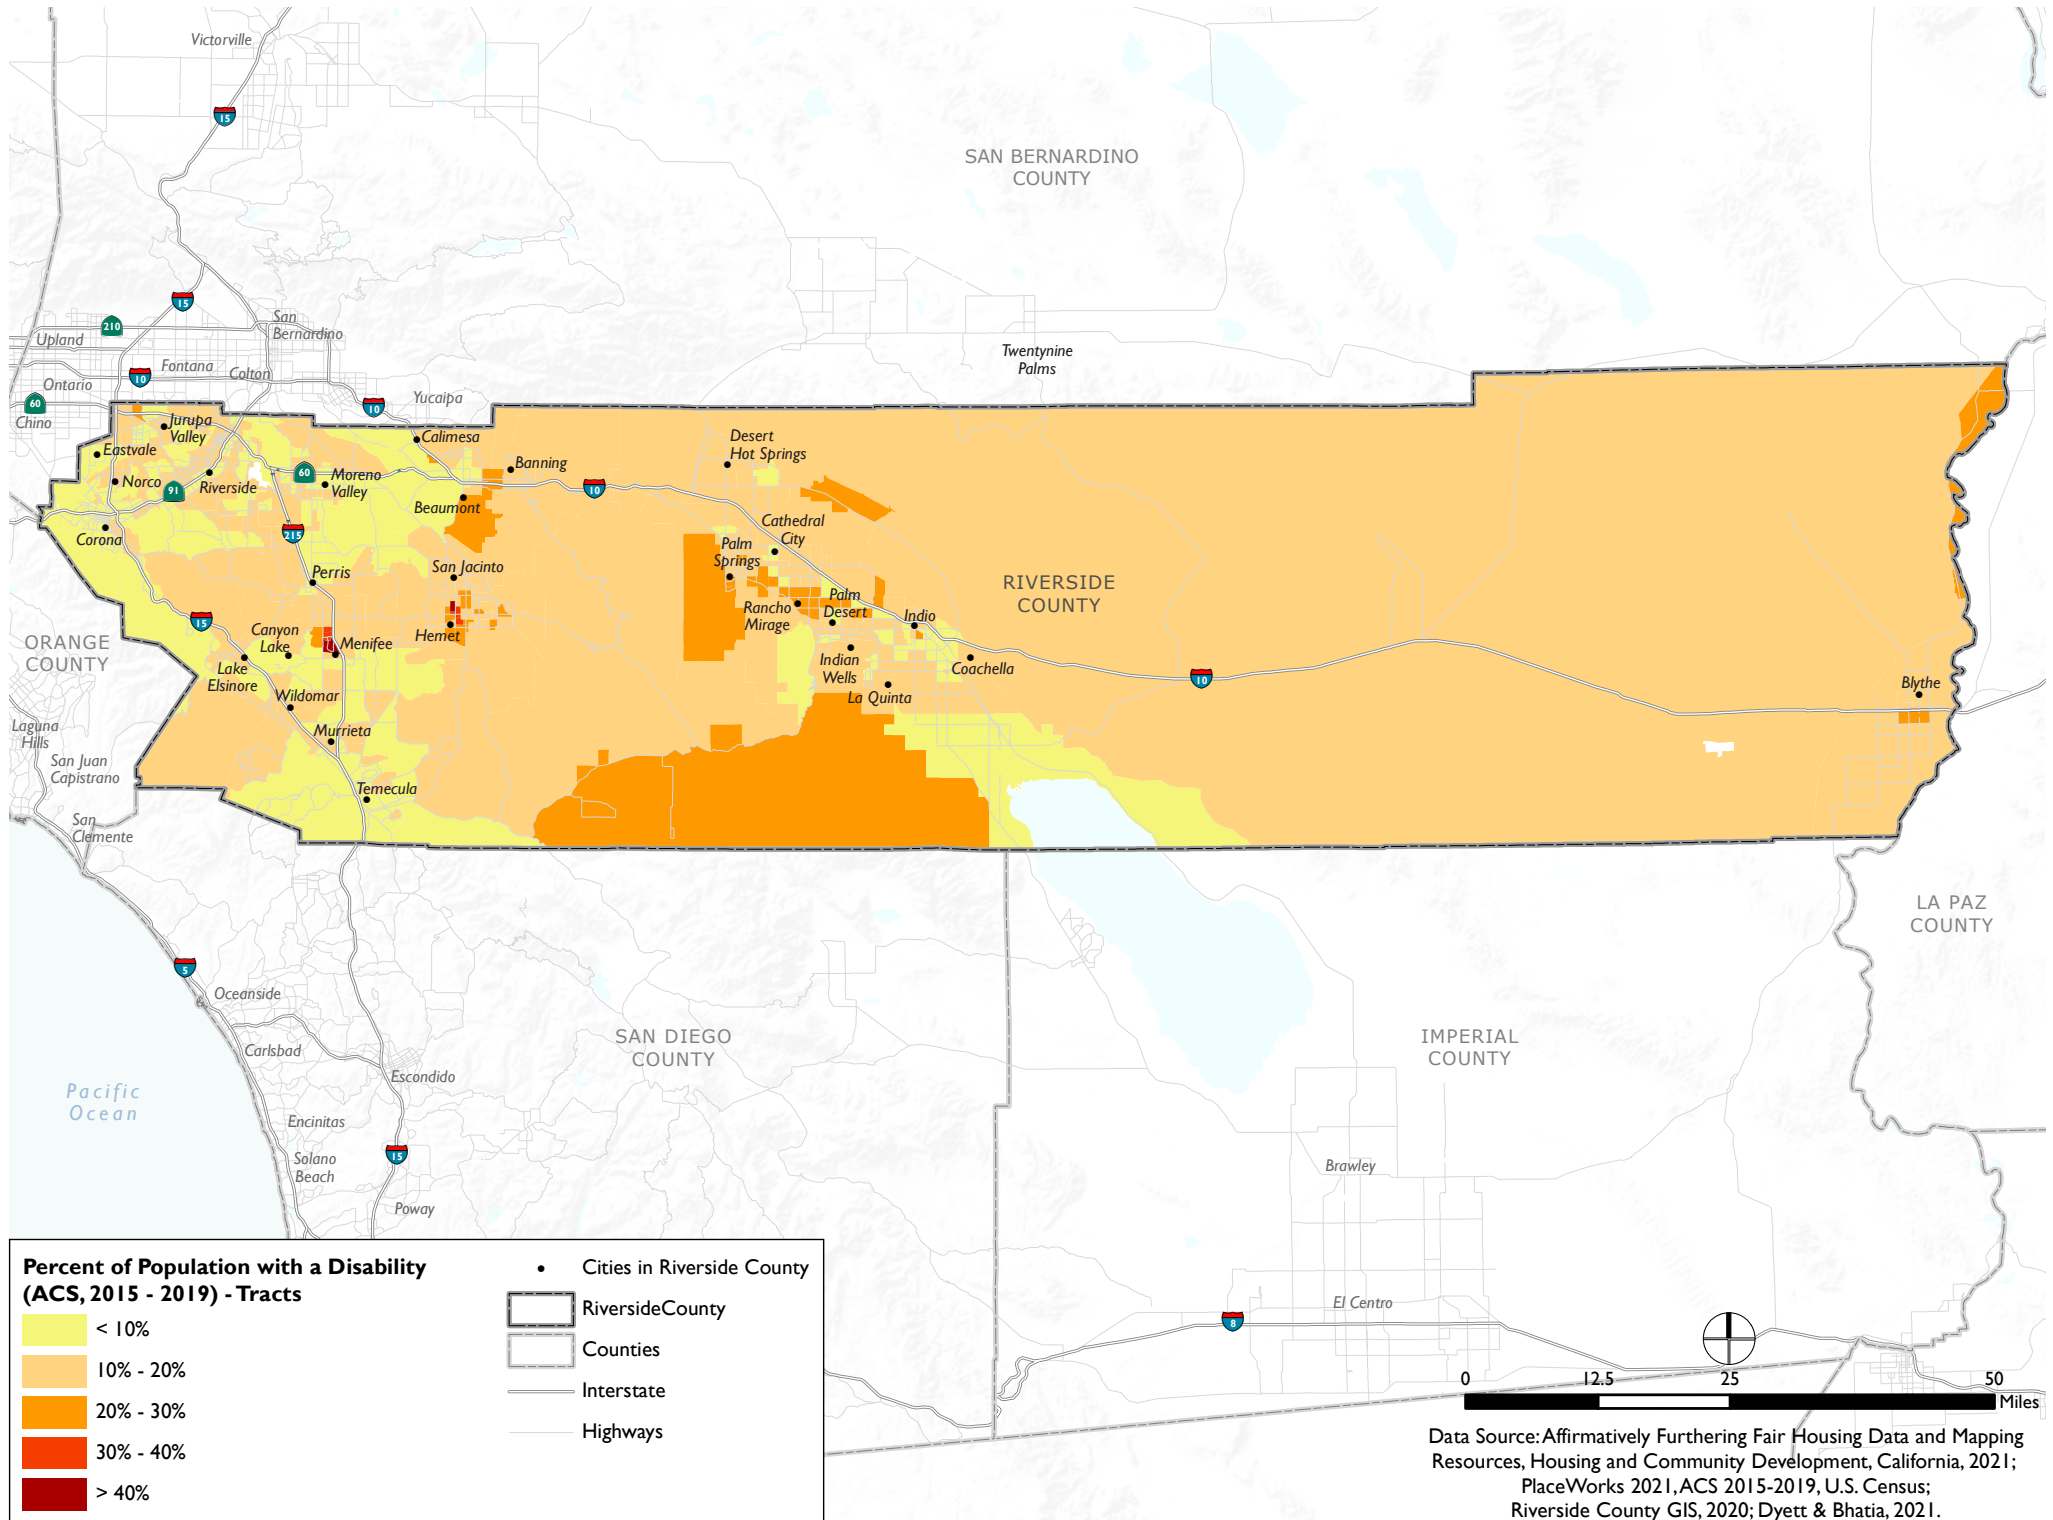 Victorville
15
SAN BERNARDINO
COUNTY
15
210
San
Bernardino
Upland
Fontana
Colton
10
Ontario
Twentynine
Palms
60
Chino
10
Yucaipa
Jurupa
Valley
Calimesa
Desert
Hot Springs
Eastvale
Banning
60
Moreno
Valley
Norco
91
Riverside
10
Beaumont
Cathedral
City
Corona
215
Palm
Springs
San Jacinto
Perris
RIVERSIDE
COUNTY
Palm
Desert
Rancho
Mirage
Indio
15
ORANGE
COUNTY
Canyon
Lake
Menifee
Hemet
Lake
Elsinore
Indian
Wells
Coachella
10
Blythe
Wildomar
La Quinta
Laguna
Hills
Murrieta
San Juan
Capistrano
Temecula
San
Clemente
LA PAZ
COUNTY
5
Oceanside
SAN DIEGO
COUNTY
IMPERIAL
COUNTY
Carlsbad
Escondido
Pacific
Ocean
Encinitas
15
Solano
Beach
Brawley
Poway
El Centro
8
Percent of Population with a Disability
(ACS, 2015 - 2019) - Tracts
< 10%
10% - 20%
20% - 30%
30% - 40%
> 40%
Cities in Riverside County
RiversideCounty
Counties
Interstate
Highways
0 12.5 25 50
Miles
Data Source: Affirmatively Furthering Fair Housing Data and Mapping
Resources, Housing and Community Development, California, 2021;
PlaceWorks 2021, ACS 2015-2019, U.S. Census;
Riverside County GIS, 2020; Dyett & Bhatia, 2021.